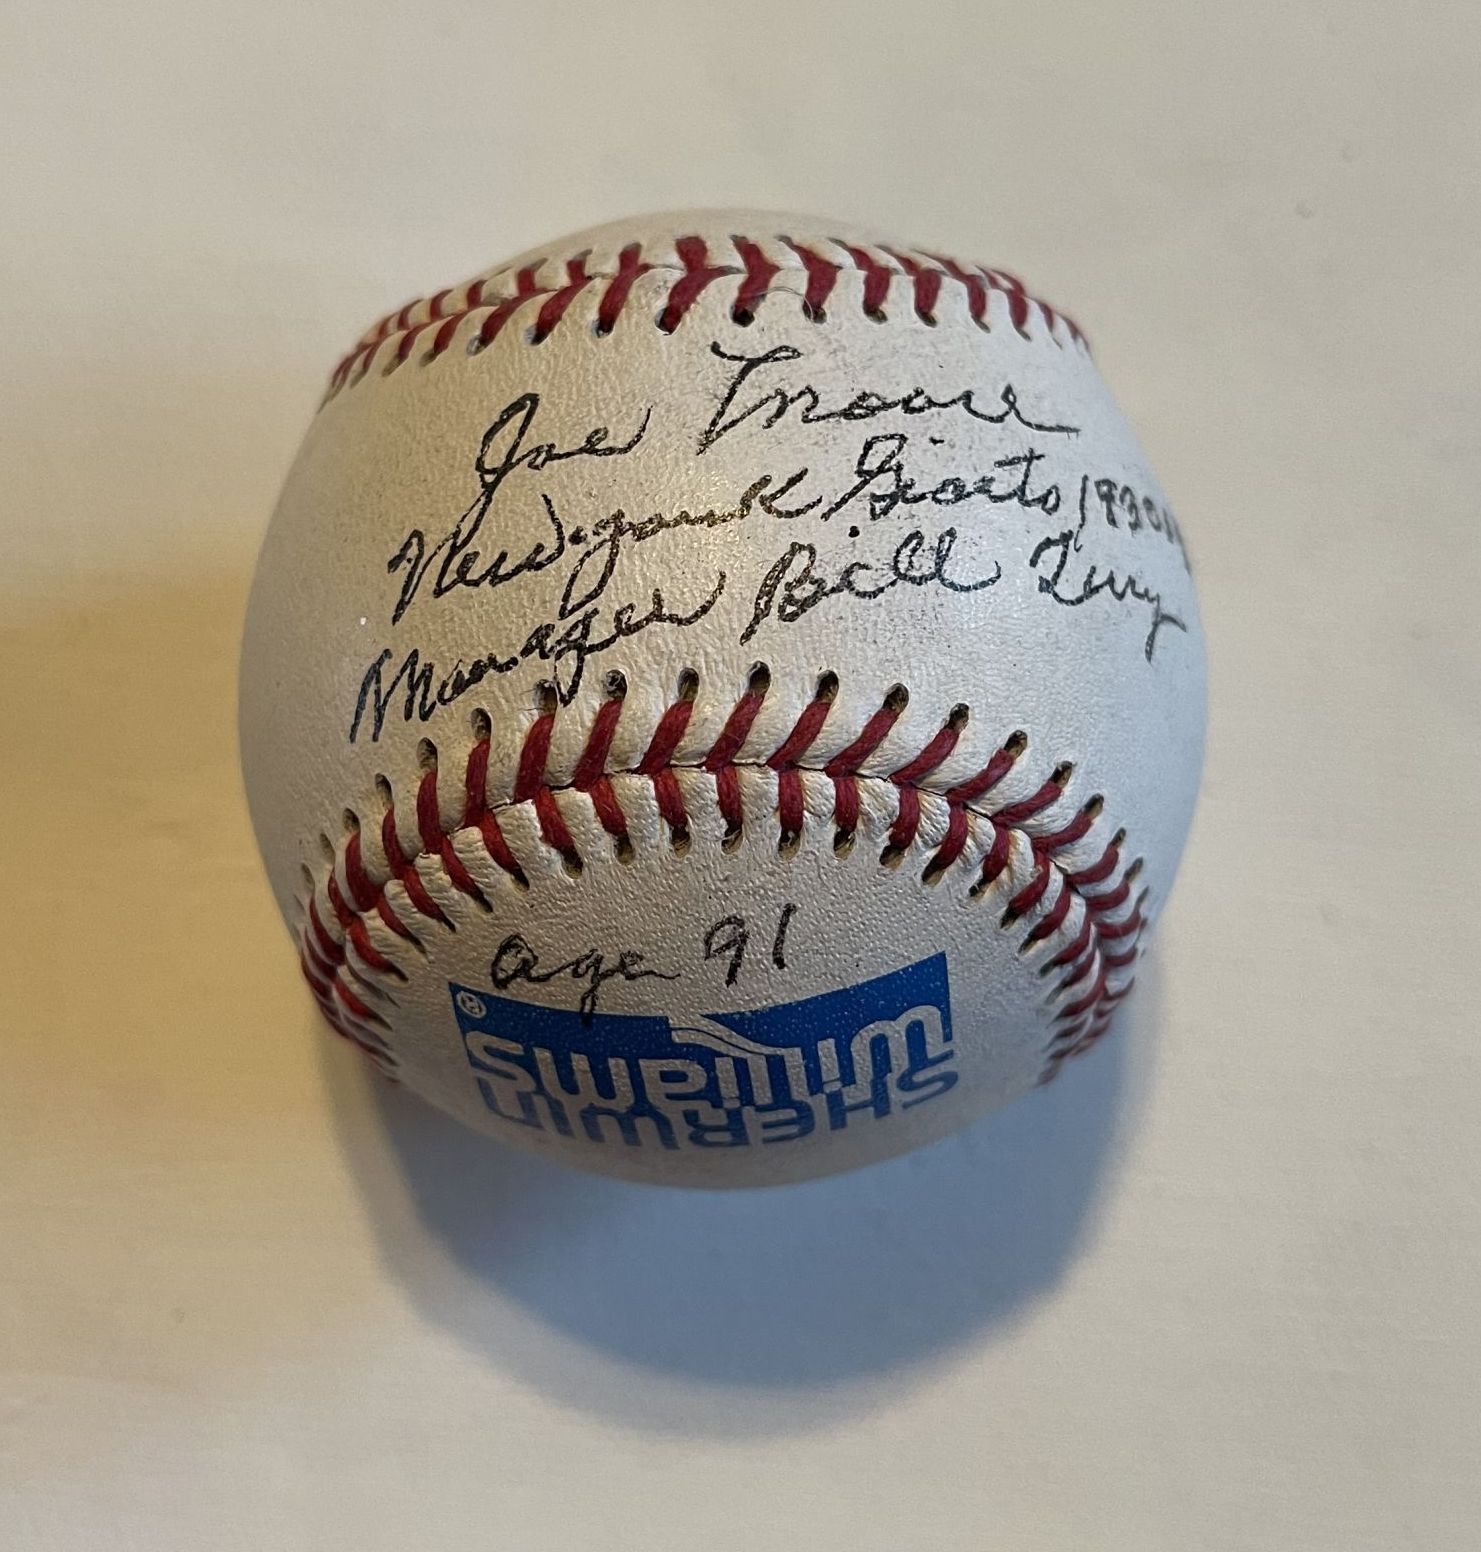 Joe Moore
New York Giants 1930
Manager Bill Terry
age 91
®
SHERWIN
WILLIAMS